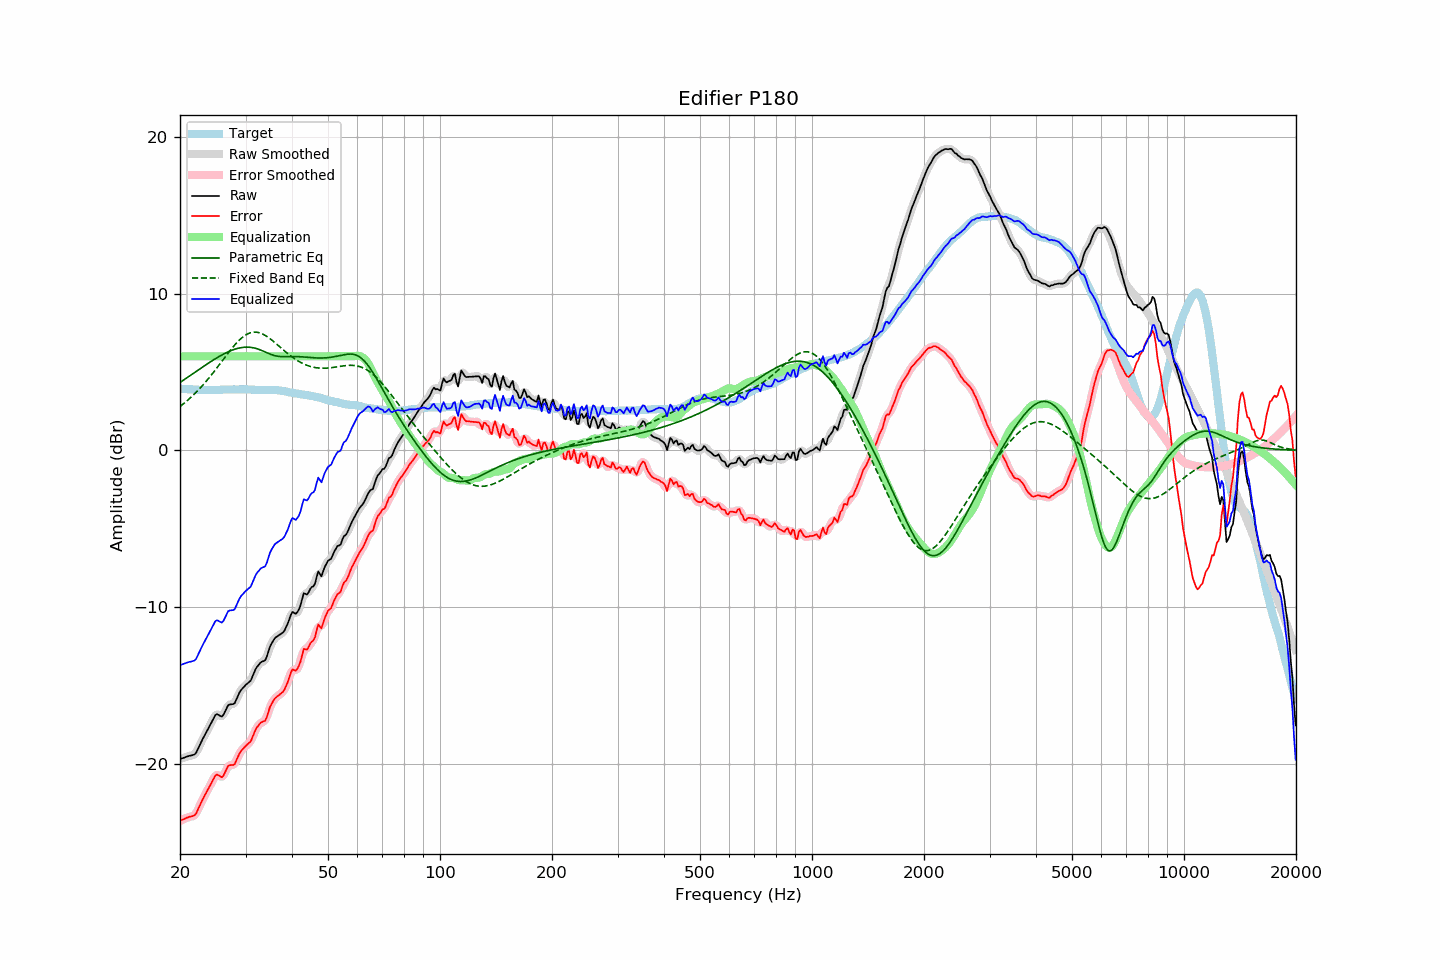 Edifier P180
Target
Raw Smoothed
Error Smoothed
Raw
Error
Equalization
Parametric Eq
Fixed Band Eq
Equalized
20
10
0
−10
−20
Amplitude (dBr)
20
50
100
200
500
1000
2000
5000
10000
20000
Frequency (Hz)